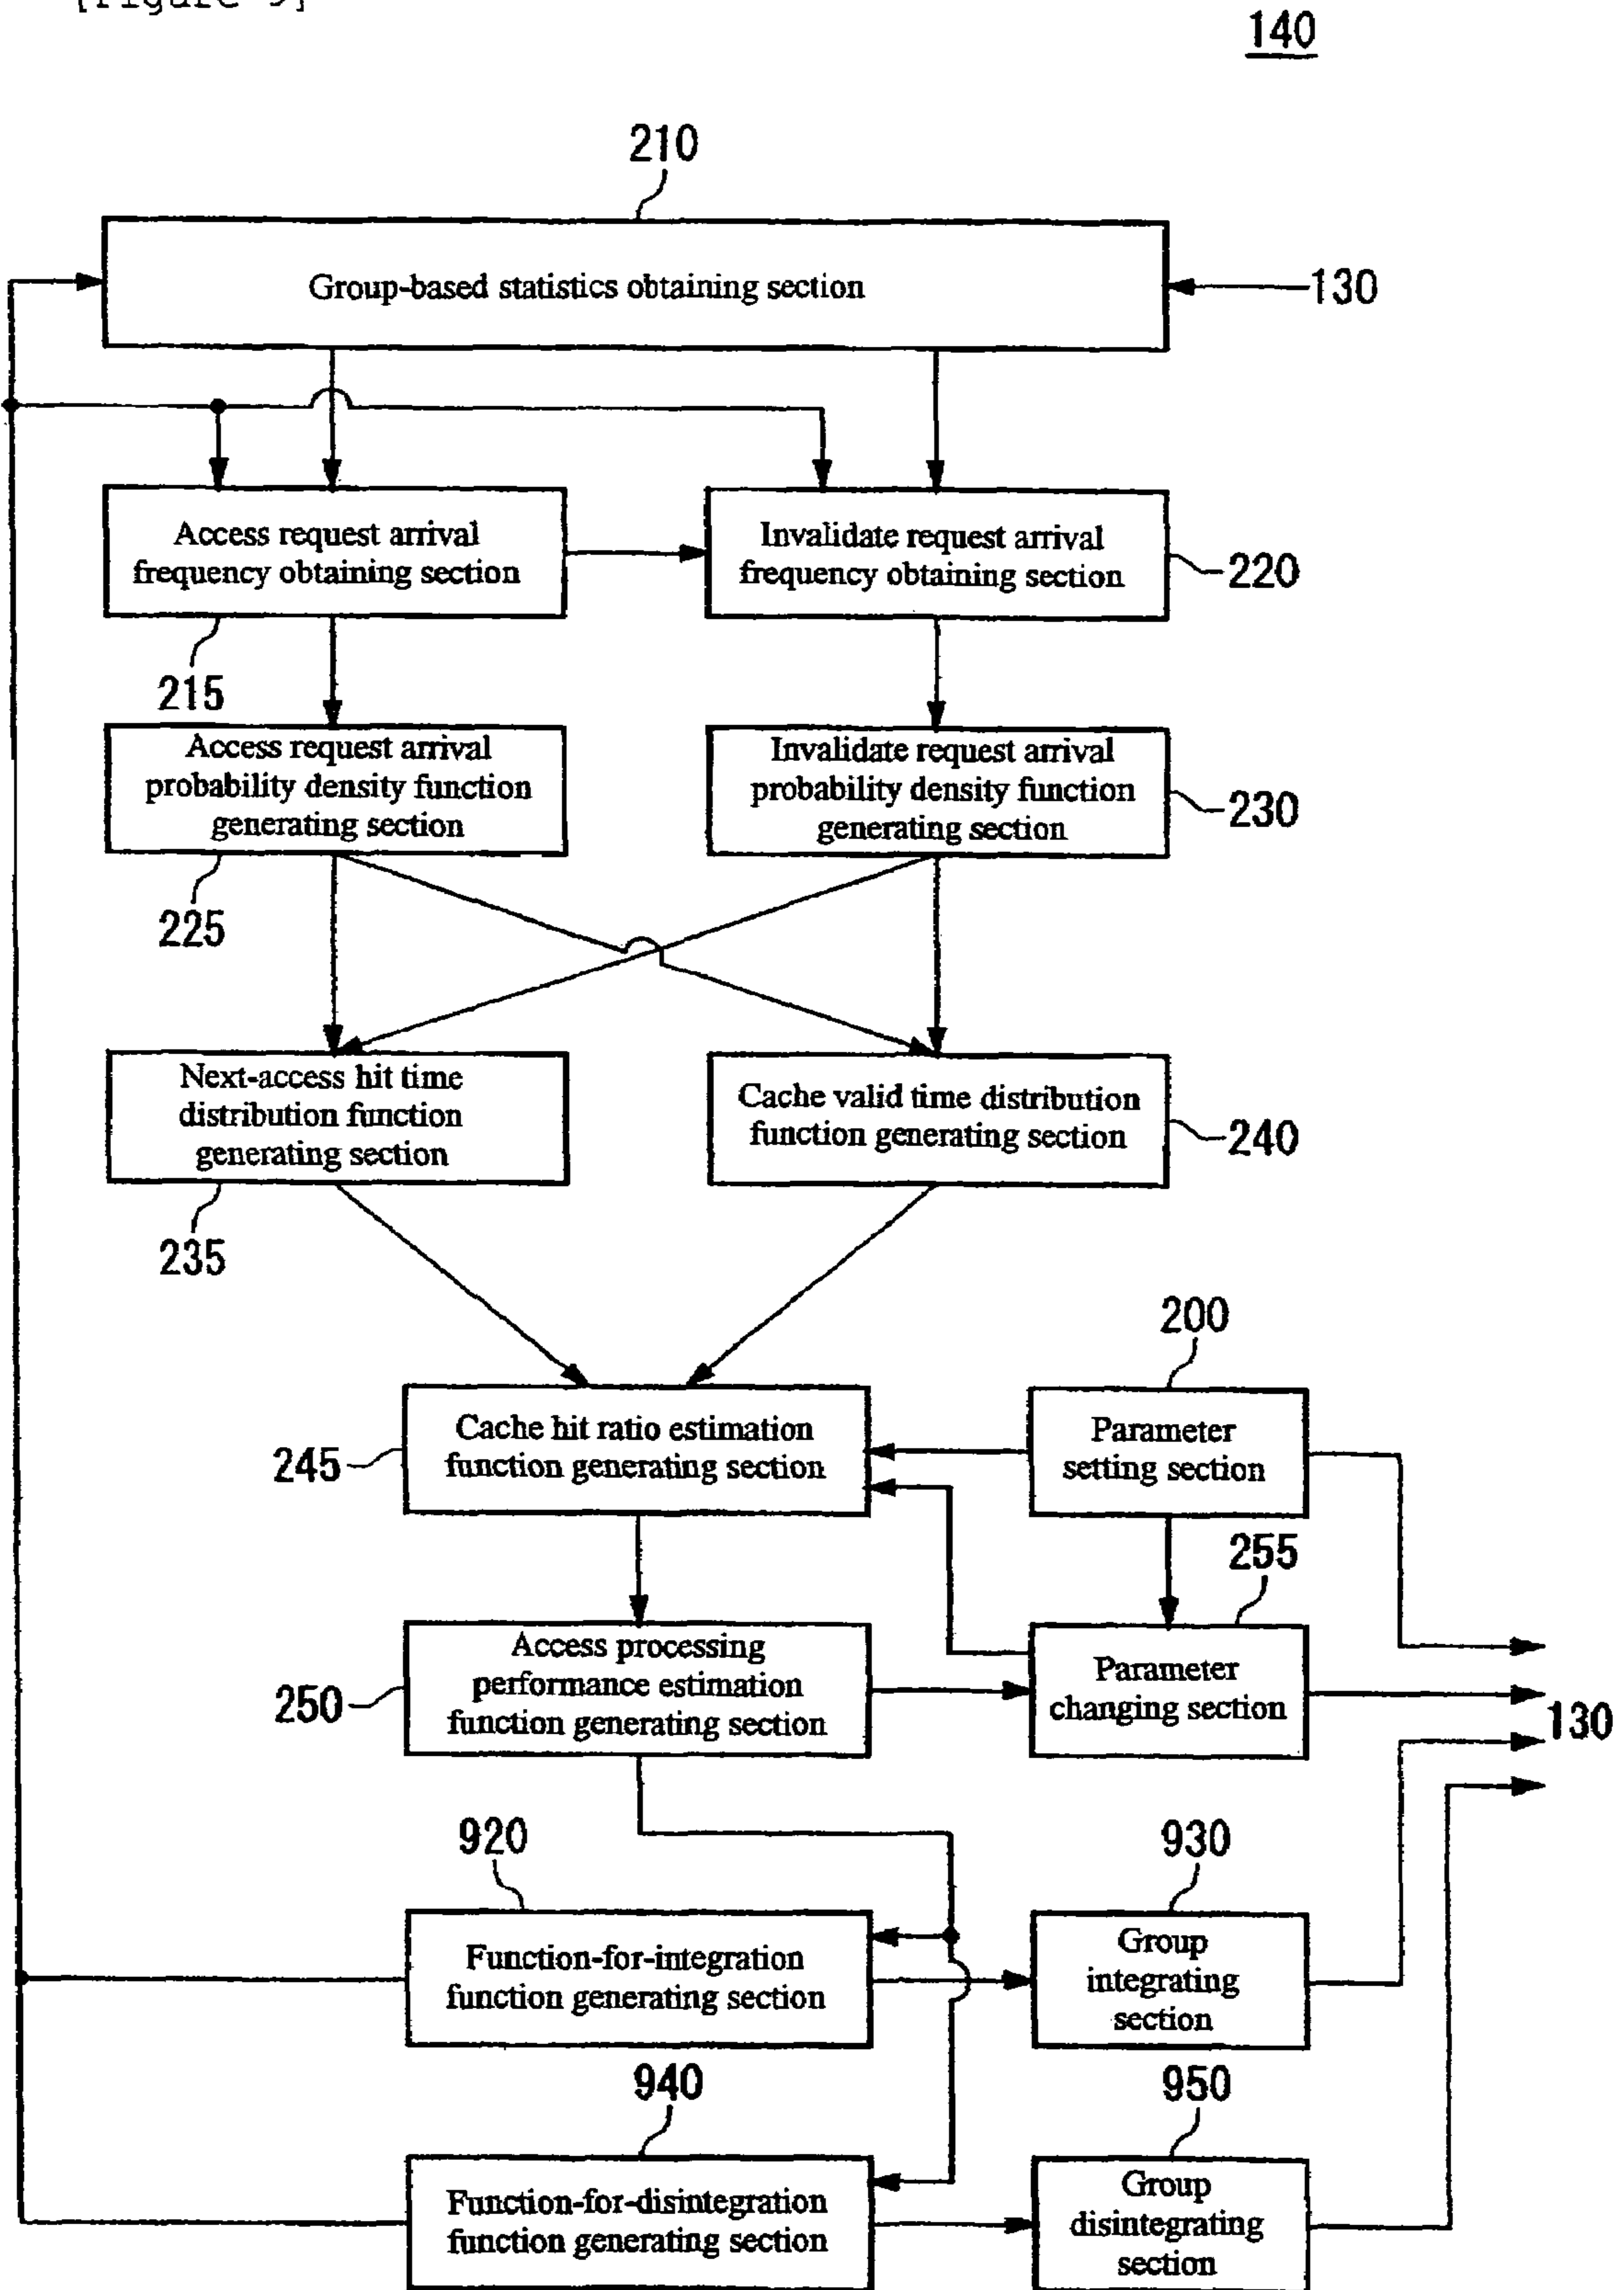 [Figure 9]
140
210
Group-based statistics obtaining section
130
Access request arrival
frequency obtaining section
Invalidate request arrival
frequency obtaining section
220
215
Access request arrival
probability density function
generating section
Invalidate request arrival
probability density function
generating section
230
225
Next-access hit time
distribution function
generating section
Cache valid time distribution
function generating section
240
235
200
Cache hit ratio estimation
function generating section
245
Parameter
setting section
255
Access processing
performance estimation
function generating section
250
Parameter
changing section
130
920
930
Function-for-integration
function generating section
Group
integrating
section
940
950
Function-for-disintegration
function generating section
Group
disintegrating
section